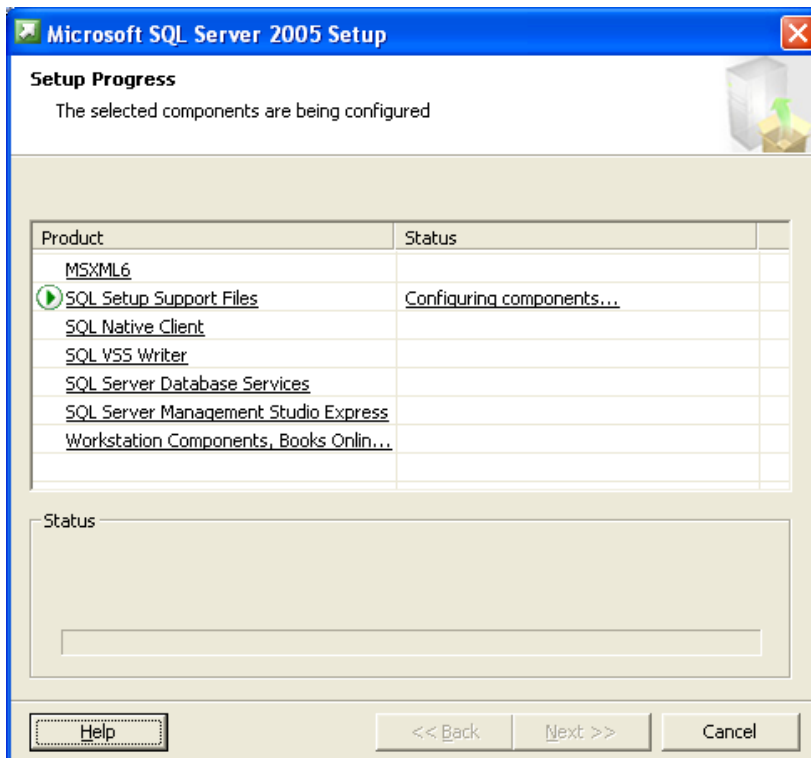 Microsoft SQL Server 2005 Setup
Setup Progress
The selected components are being configured
Product Status
MSXML6
SQL Setup Support Files Configuring components...
SQL Native Client
SQL VSS Writer
SQL Server Database Services
SQL Server Management Studio Express
Workstation Components, Books Onlin...
Status
Help << Back Next >> Cancel